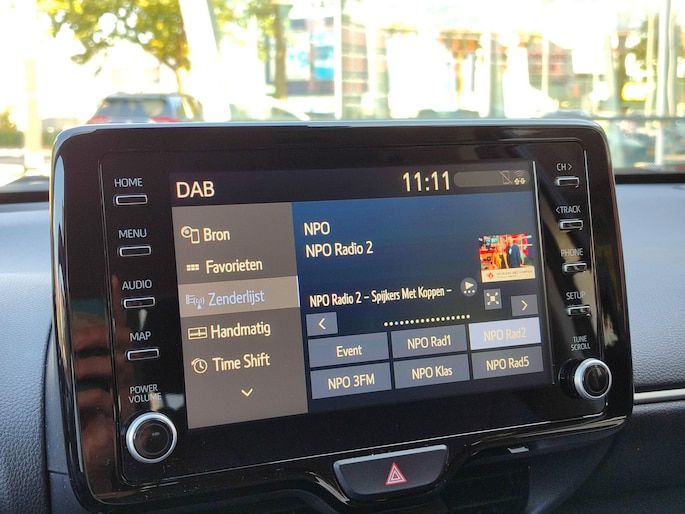 HOME
MENU
AUDIO
MAP
POWER
VOLUME
DAB
11:11
Bron
Favorieten
Zenderlijst
Handmatig
Time Shift
NPO
NPO Radio 2
NPO Radio 2 – Spijkers Met Koppen –
Event
NPO Rad1
NPO Rad2
NPO 3FM
NPO Klas
NPO Rad5
CH >
< TRACK
PHONE
SETUP
TUNE
SCROLL